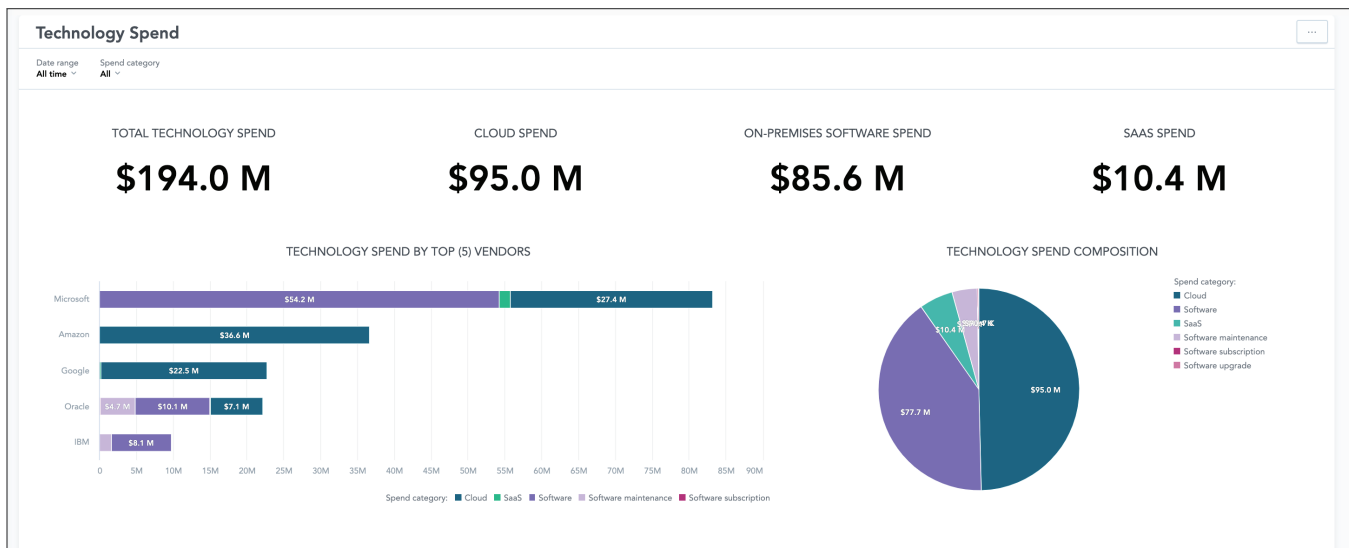 Technology Spend
...
Date range Spend category
All time All
TOTAL TECHNOLOGY SPEND
$194.0 M
CLOUD SPEND
$95.0 M
ON-PREMISES SOFTWARE SPEND
$85.6 M
SAAS SPEND
$10.4 M
TECHNOLOGY SPEND BY TOP (5) VENDORS
Microsoft $54.2 M $27.4 M
Amazon $36.6 M
Google $22.5 M
Oracle $4.7 M $10.1 M $7.1 M
IBM $8.1 M
0 5M 10M 15M 20M 25M 30M 35M 40M 45M 50M 55M 60M 65M 70M 75M 80M 85M 90M
Spend category: Cloud SaaS Software Software maintenance Software subscription
TECHNOLOGY SPEND COMPOSITION
$10.4 M
$95.0 M
$77.7 M
Spend category:
Cloud
Software
SaaS
Software maintenance
Software subscription
Software upgrade